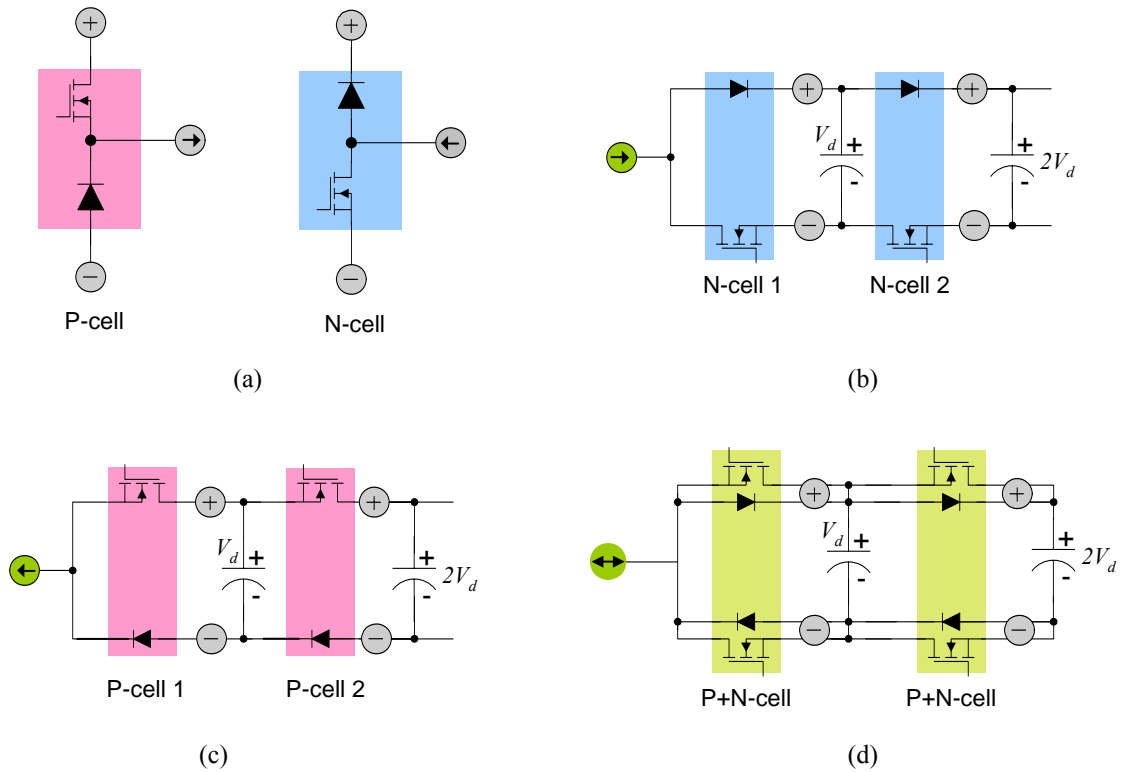 +
+
P-cell
-
N-cell
-
(a)
+
+
V_d
+
-
+
-
2V_d
-
-
N-cell 1
N-cell 2
(b)
+
+
V_d
+
-
+
-
2V_d
-
-
P-cell 1
P-cell 2
(c)
+
+
V_d
+
-
+
-
2V_d
-
-
P+N-cell
P+N-cell
(d)